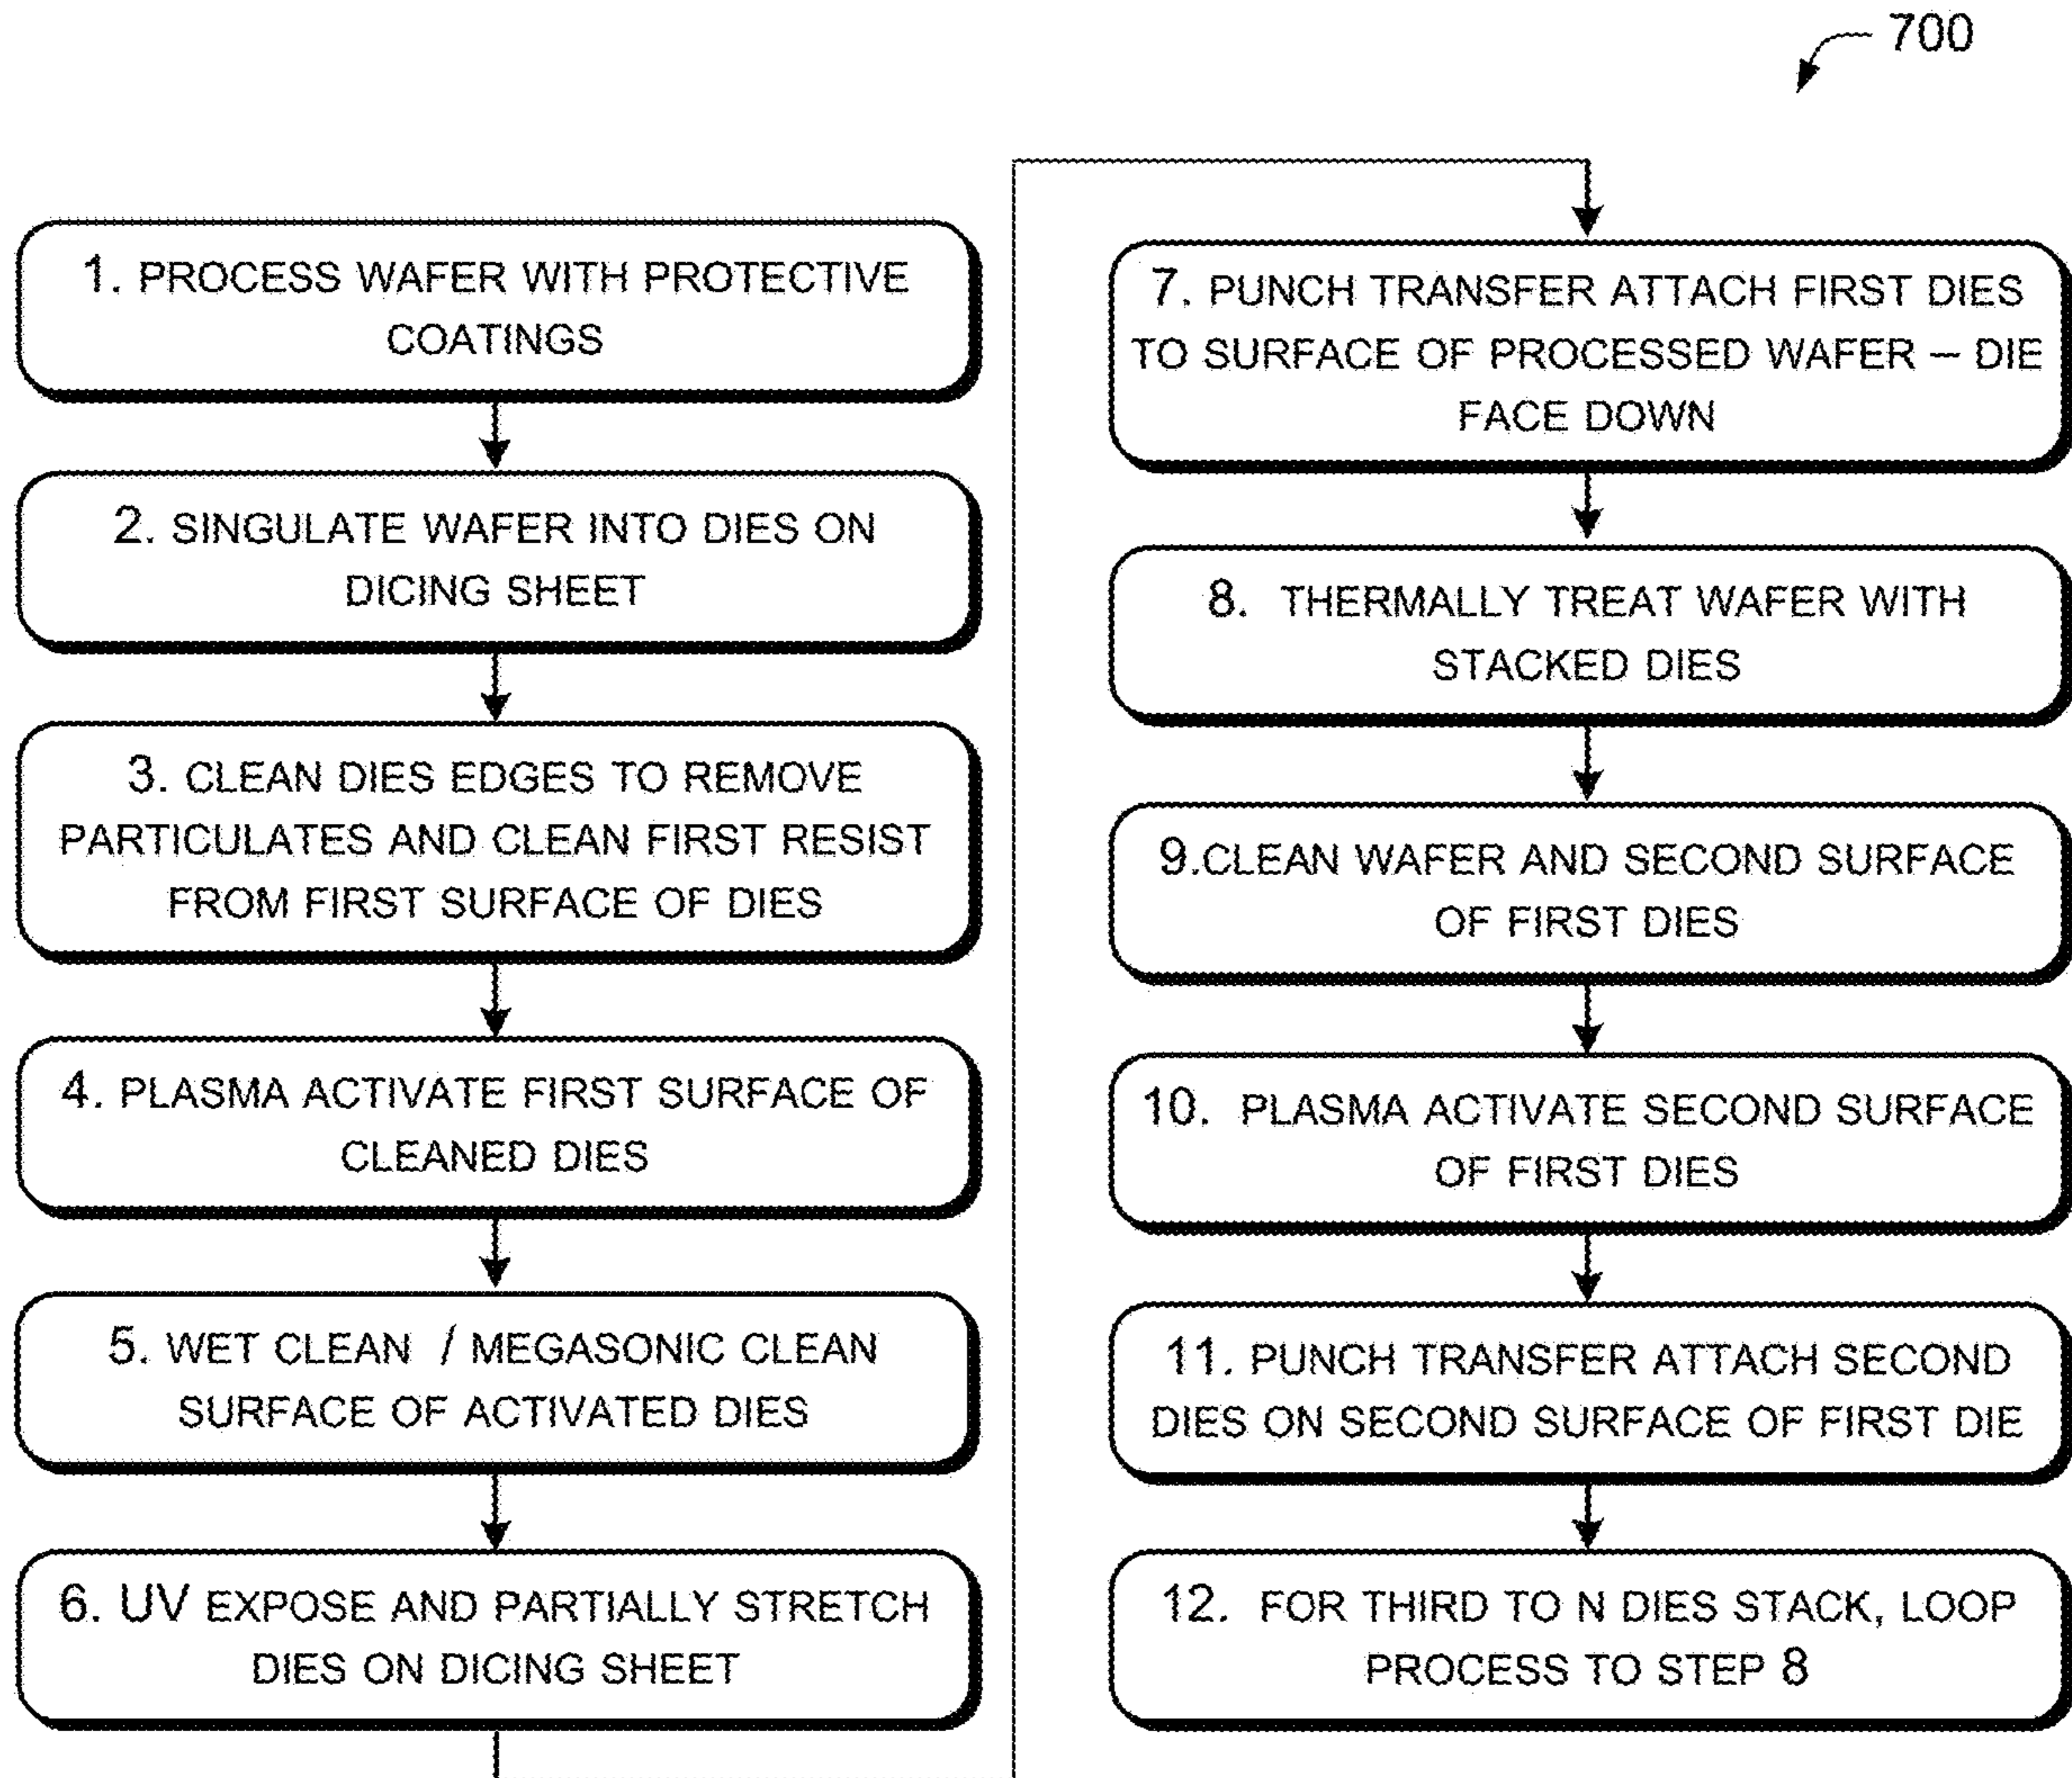 700
1. PROCESS WAFER WITH PROTECTIVE
COATINGS
2. SINGULATE WAFER INTO DIES ON
DICING SHEET
3. CLEAN DIES EDGES TO REMOVE
PARTICULATES AND CLEAN FIRST RESIST
FROM FIRST SURFACE OF DIES
4. PLASMA ACTIVATE FIRST SURFACE OF
CLEANED DIES
5. WET CLEAN / MEGASONIC CLEAN
SURFACE OF ACTIVATED DIES
6. UV EXPOSE AND PARTIALLY STRETCH
DIES ON DICING SHEET
7. PUNCH TRANSFER ATTACH FIRST DIES
TO SURFACE OF PROCESSED WAFER – DIE
FACE DOWN
8. THERMALLY TREAT WAFER WITH
STACKED DIES
9.CLEAN WAFER AND SECOND SURFACE
OF FIRST DIES
10. PLASMA ACTIVATE SECOND SURFACE
OF FIRST DIES
11. PUNCH TRANSFER ATTACH SECOND
DIES ON SECOND SURFACE OF FIRST DIE
12. FOR THIRD TO N DIES STACK, LOOP
PROCESS TO STEP 8